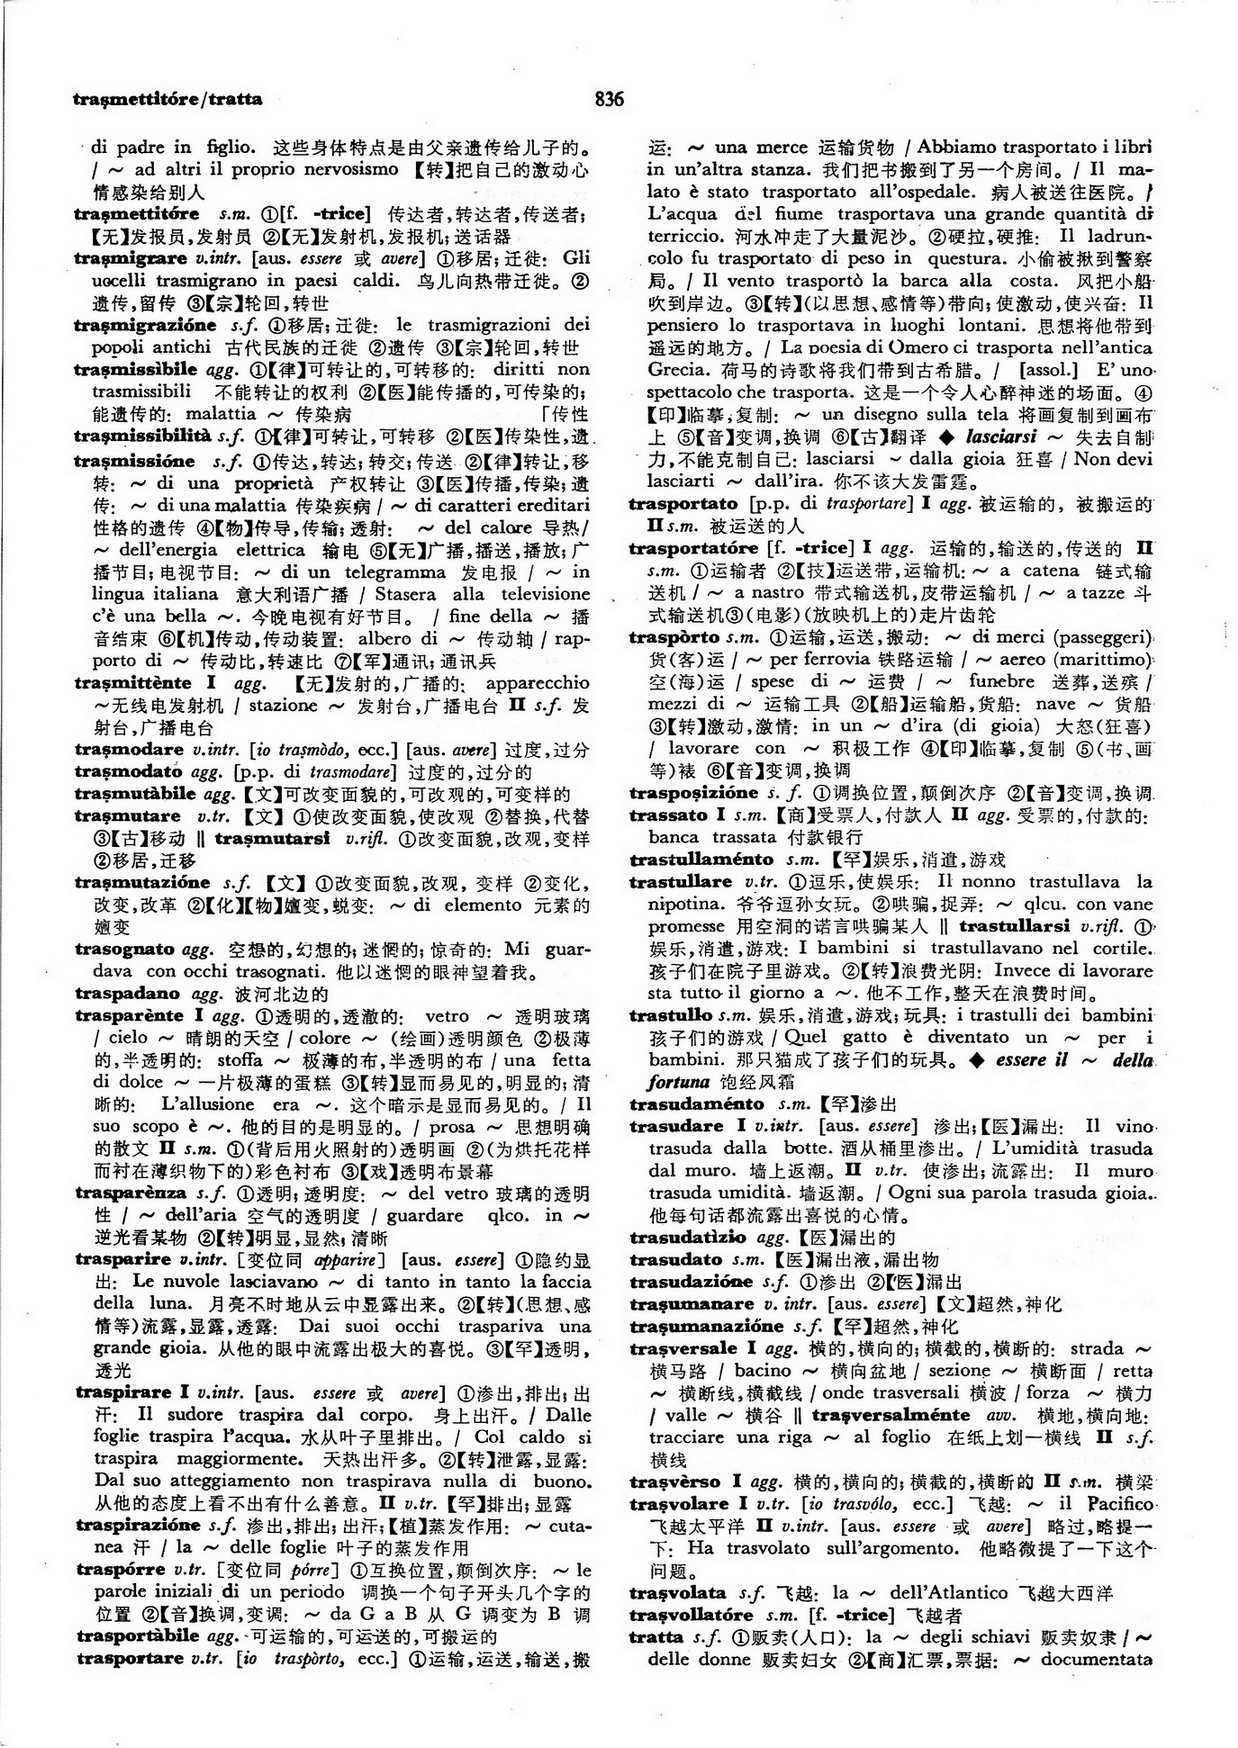 traşmettitóre/tratta
836
di padre in figlio. 这些身体特点是由父亲遗传给儿子的。
/ ～ ad altri il proprio nervosismo 【转】把自己的激动心
情感染给别人
traşmettitóre s.m. ①[f. -trice] 传达者,转达者,传送者;
【无】发报员,发射员 ②【无】发射机,发报机;送话器
traşmigrare v.intr. [aus. essere 或 avere] ①移居;迁徙: Gli
uocelli trasmigrano in paesi caldi. 鸟儿向热带迁徙。②
遗传,留传 ③【宗】轮回,转世
traşmigrazióne s.f. ①移居;迁徙: le trasmigrazioni dei
popoli antichi 古代民族的迁徙 ②遗传 ③【宗】轮回,转世
traşmissìbile agg. ①【律】可转让的,可转移的: diritti non
trasmissibili 不能转让的权利 ②【医】能传播的,可传染的;
能遗传的: malattia ～ 传染病 「传性
traşmissibilità s.f. ①【律】可转让,可转移 ②【医】传染性,遗
traşmissióne s.f. ①传达,转达;转交;传送 ②【律】转让,移
转: ～ di una proprietà 产权转让 ③【医】传播,传染;遗
传: ～ di una malattia 传染疾病 / ～ di caratteri ereditari
性格的遗传 ④【物】传导,传输;透射: ～ del calore 导热/
～ dell'energia elettrica 输电 ⑤【无】广播,播送,播放;广
播节目;电视节目: ～ di un telegramma 发电报 / ～ in
lingua italiana 意大利语广播 / Stasera alla televisione
c'è una bella ～. 今晚电视有好节目。 / fine della ～ 播
音结束 ⑥【机】传动,传动装置: albero di ～ 传动轴 / rap-
porto di ～ 传动比,转速比 ⑦【军】通讯;通讯兵
traşmittènte I agg. 【无】发射的,广播的: apparecchio
～无线电发射机 / stazione ～ 发射台,广播电台 II s.f. 发
射台,广播电台
traşmodare v.intr. [io traşmòdo, ecc.] [aus. avere] 过度,过分
traşmodato agg. [p.p. di trasmodare] 过度的,过分的
traşmutàbile agg. 【文】可改变面貌的,可改观的,可变样的
traşmutare v.tr. 【文】 ①使改变面貌,使改观 ②替换,代替
③【古】移动 ‖ traşmutarsi v.rifl. ①改变面貌,改观,变样
②移居,迁移
traşmutazióne s.f. 【文】 ①改变面貌,改观, 变样 ②变化,
改变,改革 ②【化】【物】嬗变,蜕变: ～ di elemento 元素的
嬗变
trasognato agg. 空想的,幻想的;迷惘的;惊奇的: Mi guar-
dava con occhi trasognati. 他以迷惘的眼神望着我。
traspadano agg. 波河北边的
trasparènte I agg. ①透明的,透澈的: vetro ～ 透明玻璃
/ cielo ～ 晴朗的天空 / colore ～ (绘画)透明颜色 ②极薄
的,半透明的: stoffa ～ 极薄的布,半透明的布 / una fetta
di dolce ～ 一片极薄的蛋糕 ③【转】显而易见的,明显的;清
晰的: L'allusione era ～. 这个暗示是显而易见的。/ Il
suo scopo è ～. 他的目的是明显的。/ prosa ～ 思想明确
的散文 II s.m. ①(背后用火照射的)透明画 ②(为烘托花样
而衬在薄织物下的)彩色衬布 ③【戏】透明布景幕
trasparènza s.f. ①透明;透明度: ～ del vetro 玻璃的透明
性 / ～ dell'aria 空气的透明度 / guardare qlco. in ～
逆光看某物 ②【转】明显,显然;清晰
trasparire v.intr. [变位同 apparire] [aus. essere] ①隐约显
出: Le nuvole lasciavano ～ di tanto in tanto la faccia
della luna. 月亮不时地从云中显露出来。②【转】(思想、感
情等)流露,显露,透露: Dai suoi occhi traspariva una
grande gioia. 从他的眼中流露出极大的喜悦。③【罕】透明,
透光
traspirare I v.intr. [aus. essere 或 avere] ①渗出,排出;出
汗: Il sudore traspira dal corpo. 身上出汗。/ Dalle
foglie traspira l'acqua. 水从叶子里排出。/ Col caldo si
traspira maggiormente. 天热出汗多。②【转】泄露,显露:
Dal suo atteggiamento non traspirava nulla di buono.
从他的态度上看不出有什么善意。II v.tr. 【罕】排出;显露
traspirazióne s.f. 渗出,排出;出汗;【植】蒸发作用: ～ cuta-
nea 汗 / la ～ delle foglie 叶子的蒸发作用
traspórre v.tr. [变位同 pórre] ①互换位置,颠倒次序: ～ le
parole iniziali di un periodo 调换一个句子开头几个字的
位置 ②【音】换调,变调: ～ da G a B 从 G 调变为 B 调
trasportàbile agg. 可运输的,可运送的,可搬运的
trasportare v.tr. [io traspòrto, ecc.] ①运输,运送,输送,搬
运: ～ una merce 运输货物 / Abbiamo trasportato i libri
in un'altra stanza. 我们把书搬到了另一个房间。/ Il ma-
lato è stato trasportato all'ospedale. 病人被送往医院。/
L'acqua del fiume trasportava una grande quantità di
terriccio. 河水冲走了大量泥沙。②硬拉,硬推: Il ladrun-
colo fu trasportato di peso in questura. 小偷被揪到警察
局。/ Il vento trasportò la barca alla costa. 风把小船
吹到岸边。③【转】(以思想、感情等)带向;使激动,使兴奋: Il
pensiero lo trasportava in luoghi lontani. 思想将他带到
遥远的地方。/ La poesia di Omero ci trasporta nell'antica
Grecia. 荷马的诗歌将我们带到古希腊。/ [assol.] E' uno
spettacolo che trasporta. 这是一个令人心醉神迷的场面。④
【印】临摹,复制: ～ un disegno sulla tela 将画复制到画布
上 ⑤【音】变调,换调 ⑥【古】翻译 ◆ lasciarsi ～ 失去自制
力,不能克制自己: lasciarsi ～ dalla gioia 狂喜 / Non devi
lasciarti ～ dall'ira. 你不该大发雷霆。
trasportato [p.p. di trasportare] I agg. 被运输的, 被搬运的
II s.m. 被运送的人
trasportatóre [f. -trice] I agg. 运输的,输送的,传送的 II
s.m. ①运输者 ②【技】运送带,运输机: ～ a catena 链式输
送机 / ～ a nastro 带式输送机,皮带运输机 / ～ a tazze 斗
式输送机③(电影)(放映机上的)走片齿轮
traspòrto s.m. ①运输,运送,搬动: ～ di merci (passeggeri)
货(客)运 / ～ per ferrovia 铁路运输 / ～ aereo (marittimo)
空(海)运 / spese di ～ 运费 / ～ funebre 送葬,送殡 /
mezzi di ～ 运输工具 ②【船】运输船,货船: nave ～ 货船
③【转】激动,激情: in un ～ d'ira (di gioia) 大怒(狂喜)
/ lavorare con ～ 积极工作 ④【印】临摹,复制 ⑤(书、画
等)裱 ⑥【音】变调,换调
trasposizióne s. f. ①调换位置,颠倒次序 ②【音】变调,换调
trassato I s.m. 【商】受票人,付款人 II agg. 受票的,付款的:
banca trassata 付款银行
trastullaménto s.m. 【罕】娱乐,消遣,游戏
trastullare v.tr. ①逗乐,使娱乐: Il nonno trastullava la
nipotina. 爷爷逗孙女玩。②哄骗,捉弄: ～ qlcu. con vane
promesse 用空洞的诺言哄骗某人 ‖ trastullarsi v.rifl. ①
娱乐,消遣,游戏: I bambini si trastullavano nel cortile.
孩子们在院子里游戏。②【转】浪费光阴: Invece di lavorare
sta tutto il giorno a ～. 他不工作,整天在浪费时间。
trastullo s.m. 娱乐,消遣,游戏;玩具: i trastulli dei bambini
孩子们的游戏 / Quel gatto è diventato un ～ per i
bambini. 那只猫成了孩子们的玩具。◆ essere il ～ della
fortuna 饱经风霜
trasudaménto s.m. 【罕】渗出
trasudare I v.intr. [aus. essere] 渗出;【医】漏出: Il vino
trasuda dalla botte. 酒从桶里渗出。/ L'umidità trasuda
dal muro. 墙上返潮。II v.tr. 使渗出;流露出: Il muro
trasuda umidità. 墙返潮。/ Ogni sua parola trasuda gioia.
他每句话都流露出喜悦的心情。
trasudatìzio agg. 【医】漏出的
trasudato s.m. 【医】漏出液,漏出物
trasudazióne s.f. ①渗出 ②【医】漏出
traşumanare v. intr. [aus. essere] 【文】超然,神化
traşumanazióne s.f. 【罕】超然,神化
traşversale I agg. 横的,横向的;横截的,横断的: strada ～
横马路 / bacino ～ 横向盆地 / sezione ～ 横断面 / retta
～ 横断线,横截线 / onde trasversali 横波 / forza ～ 横力
/ valle ～ 横谷 ‖ traşversalménte avv. 横地,横向地:
tracciare una riga ～ al foglio 在纸上划一横线 II s.f.
横线
traşvèrso I agg. 横的,横向的;横截的,横断的 II s.m. 横梁
traşvolare I v.tr. [io trasvólo, ecc.] 飞越: ～ il Pacifico
飞越太平洋 II v.intr. [aus. essere 或 avere] 略过,略提一
下: Ha trasvolato sull'argomento. 他略微提了一下这个
问题。
traşvolata s.f. 飞越: la ～ dell'Atlantico 飞越大西洋
traşvollatóre s.m. [f. -trice] 飞越者
tratta s.f. ①贩卖(人口): la ～ degli schiavi 贩卖奴隶 / ～
delle donne 贩卖妇女 ②【商】汇票,票据: ～ documentata